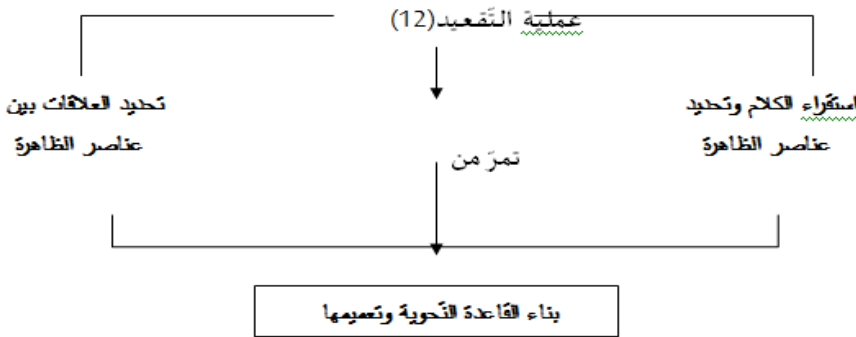 عملية التّقعيد(12)
استقراء الكلام وتحديد
عناصر الظاهرة
تحديد العلاقات بين
عناصر الظاهرة
تمرّ من
بناء القاعدة النّحوية وتعميمها